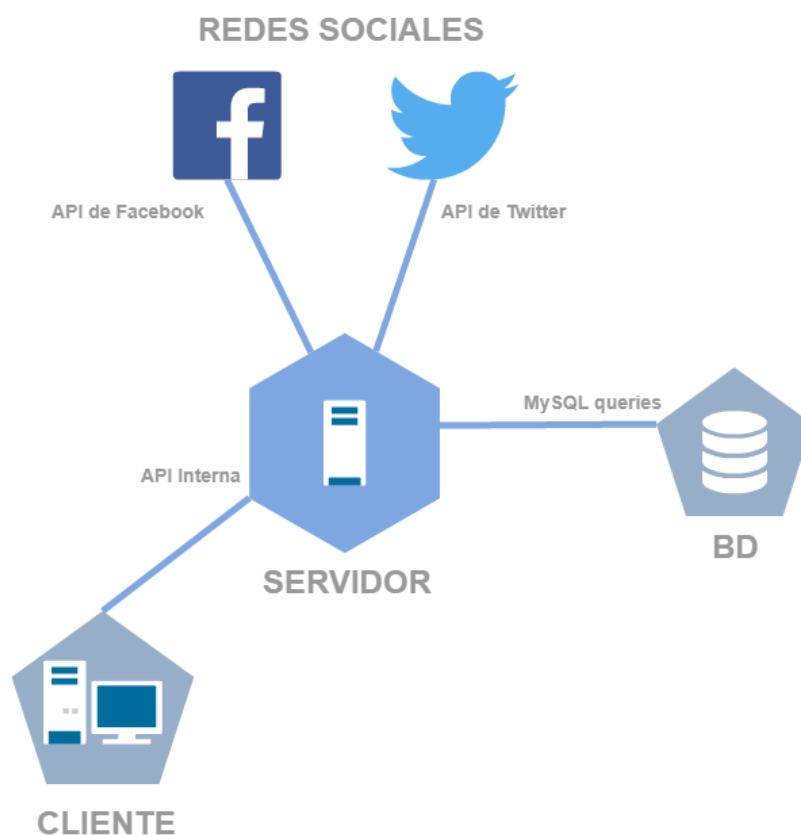 REDES SOCIALES
API de Facebook
API de Twitter
MySQL queries
API Interna
BD
SERVIDOR
CLIENTE